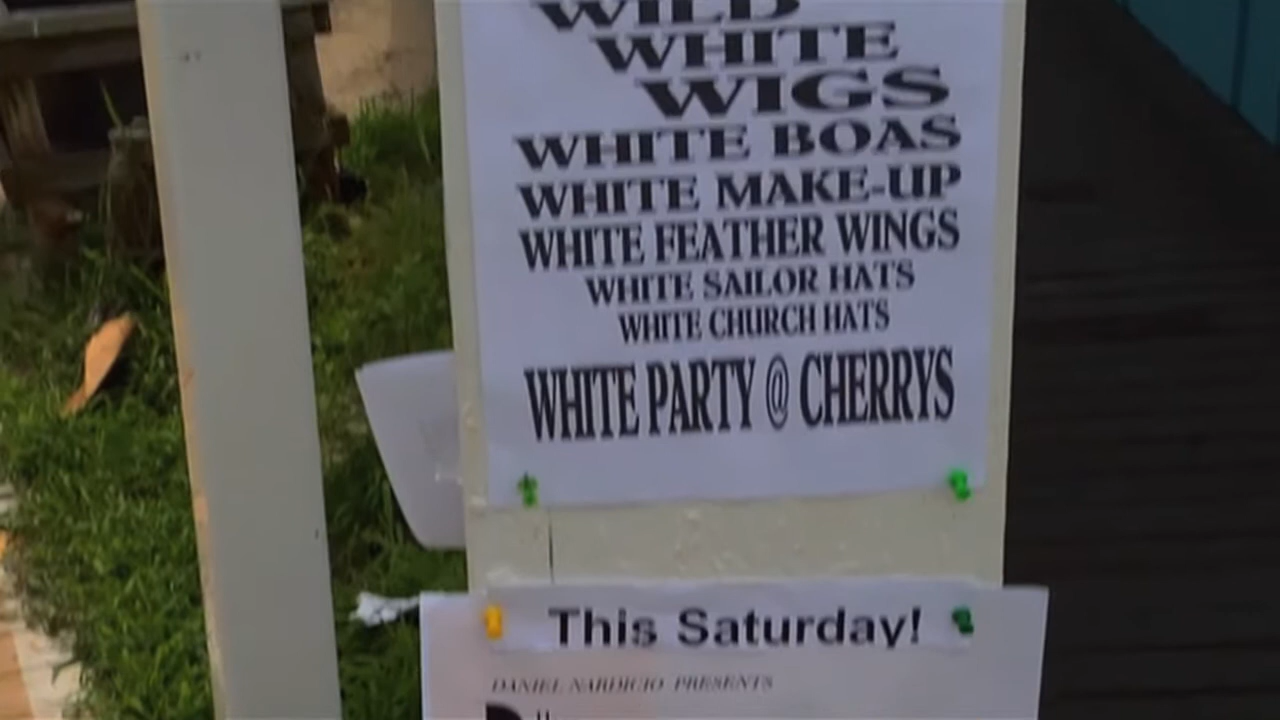 WILD
WHITE
WIGS
WHITE BOAS
WHITE MAKE-UP
WHITE FEATHER WINGS
WHITE SAILOR HATS
WHITE CHURCH HATS
WHITE PARTY @ CHERRYS
This Saturday!
DANIEL NARDICIO PRESENTS